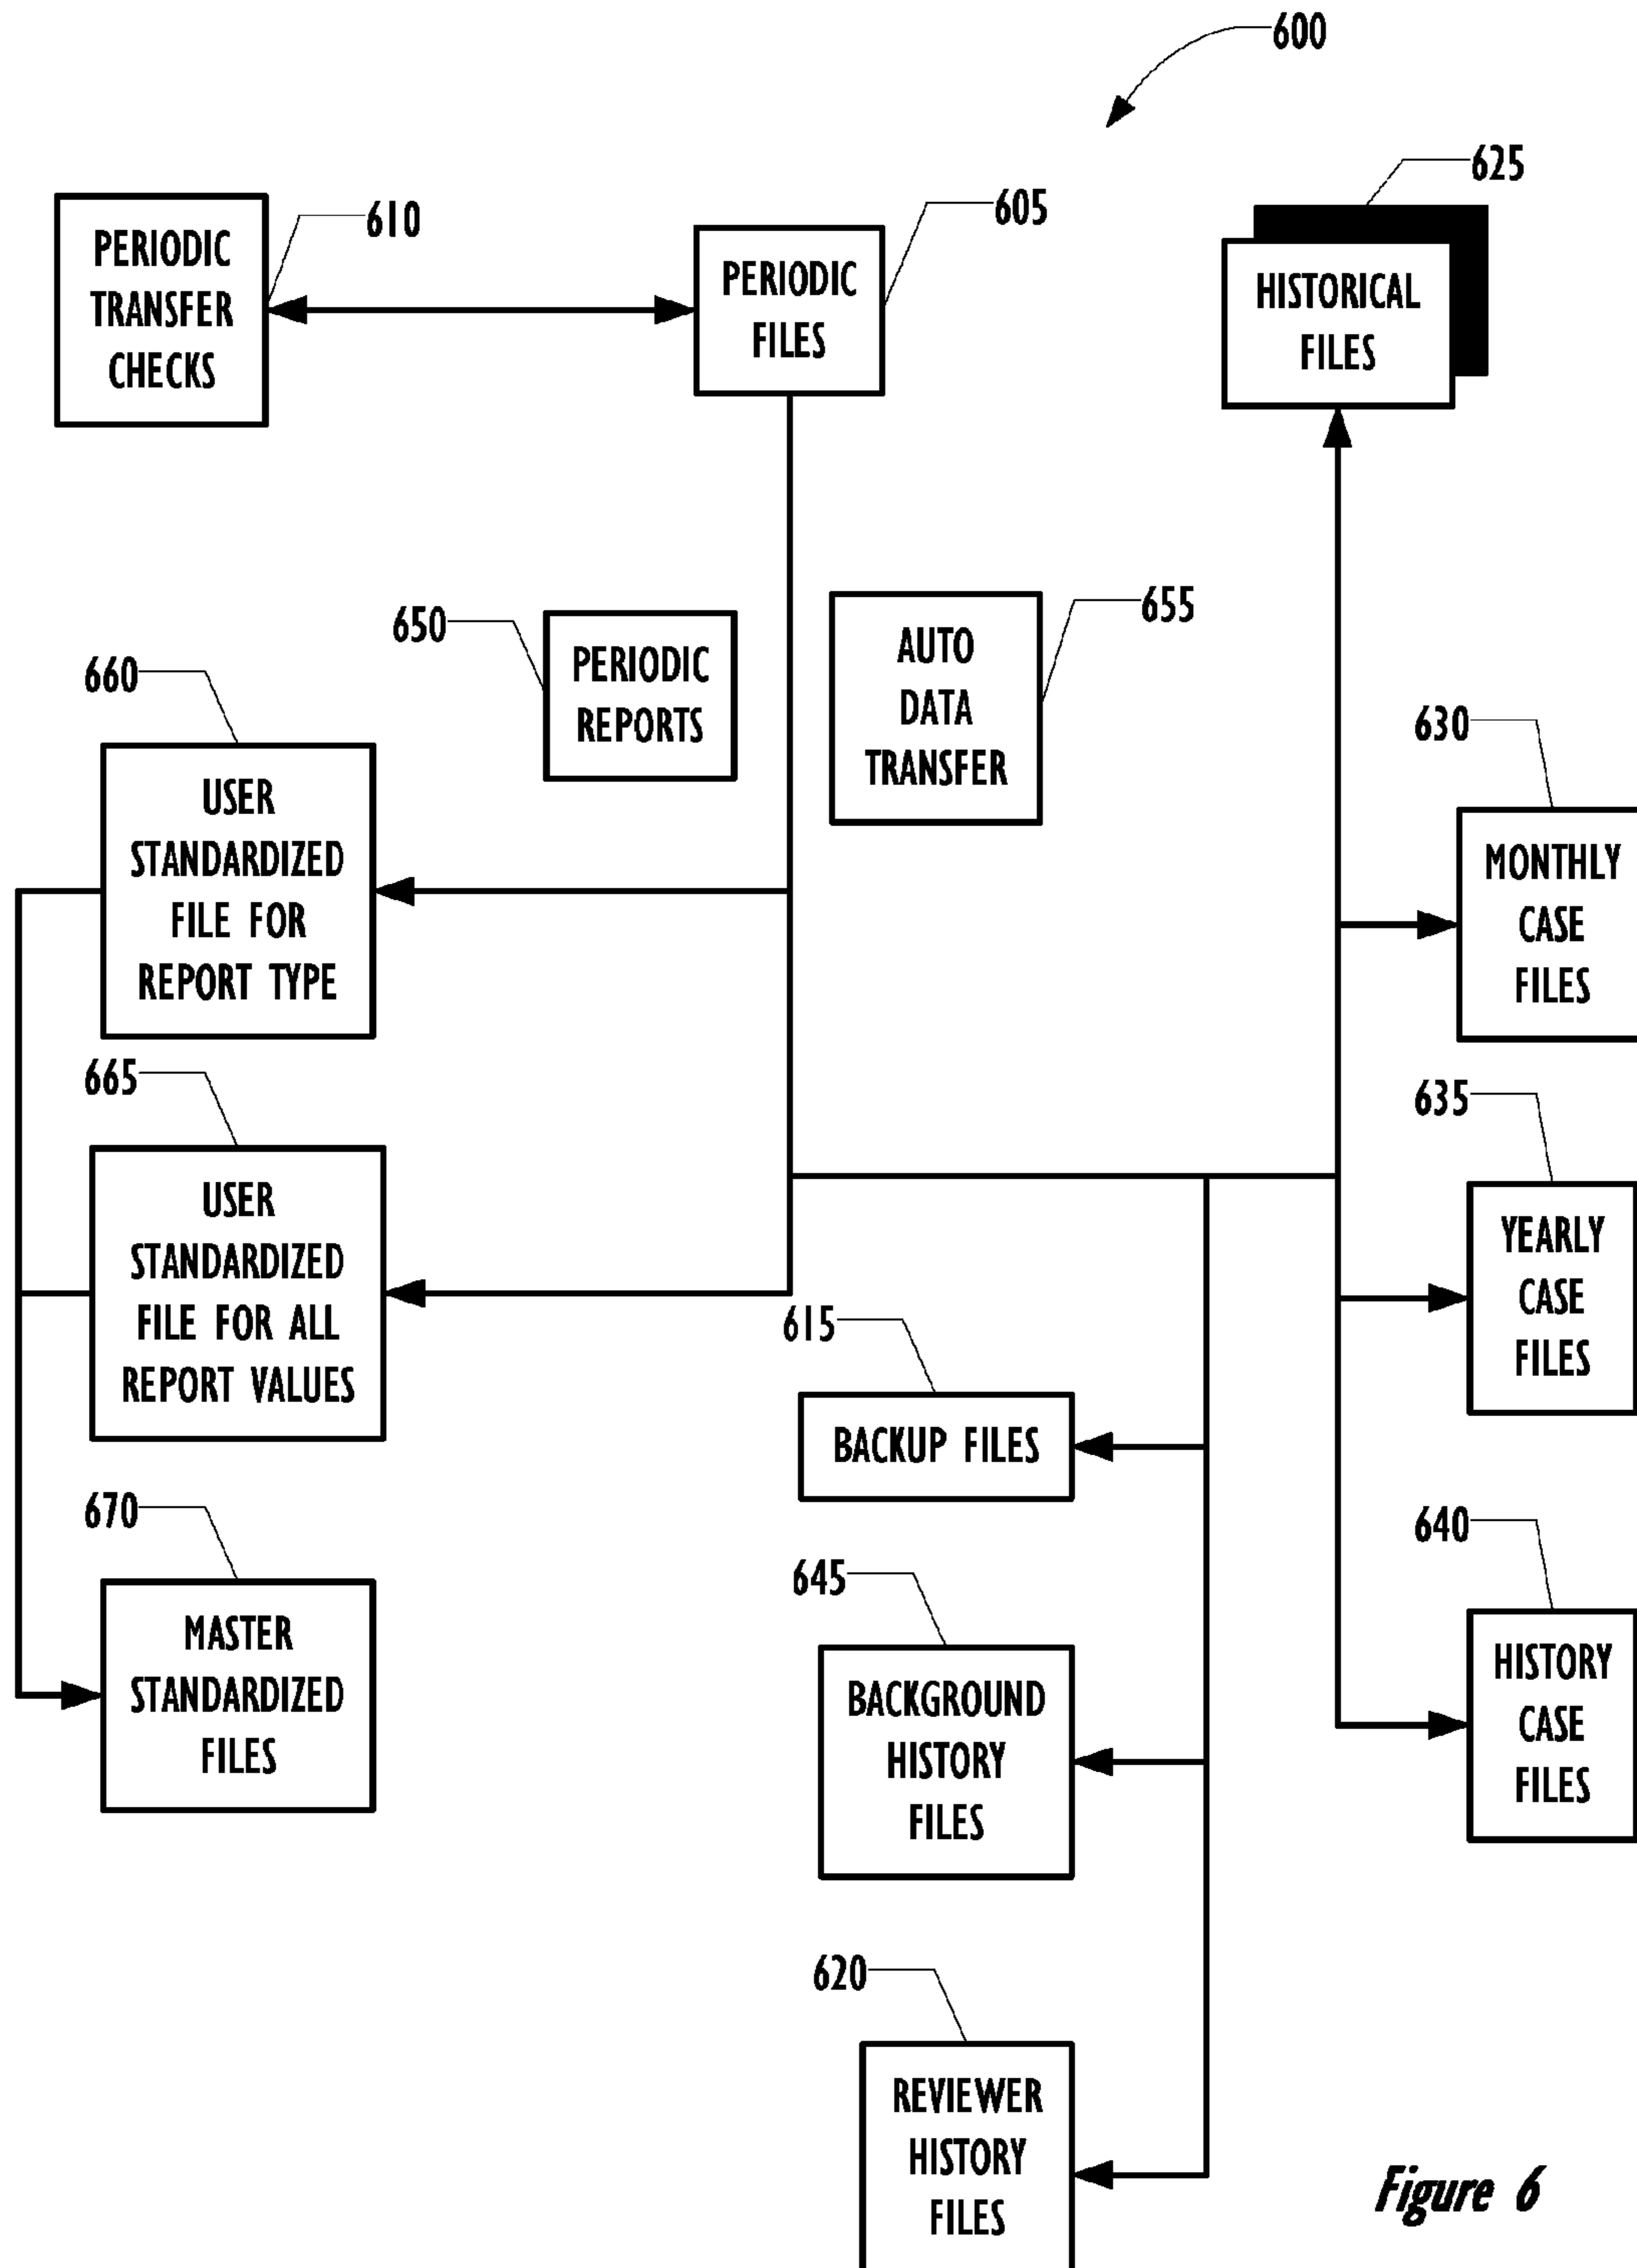 600
625
HISTORICAL
FILES
610
PERIODIC
TRANSFER
CHECKS
605
PERIODIC
FILES
650
PERIODIC
REPORTS
655
AUTO
DATA
TRANSFER
660
USER
STANDARDIZED
FILE FOR
REPORT TYPE
630
MONTHLY
CASE
FILES
665
USER
STANDARDIZED
FILE FOR ALL
REPORT VALUES
635
YEARLY
CASE
FILES
615
BACKUP FILES
670
MASTER
STANDARDIZED
FILES
645
BACKGROUND
HISTORY
FILES
640
HISTORY
CASE
FILES
620
REVIEWER
HISTORY
FILES
Figure 6